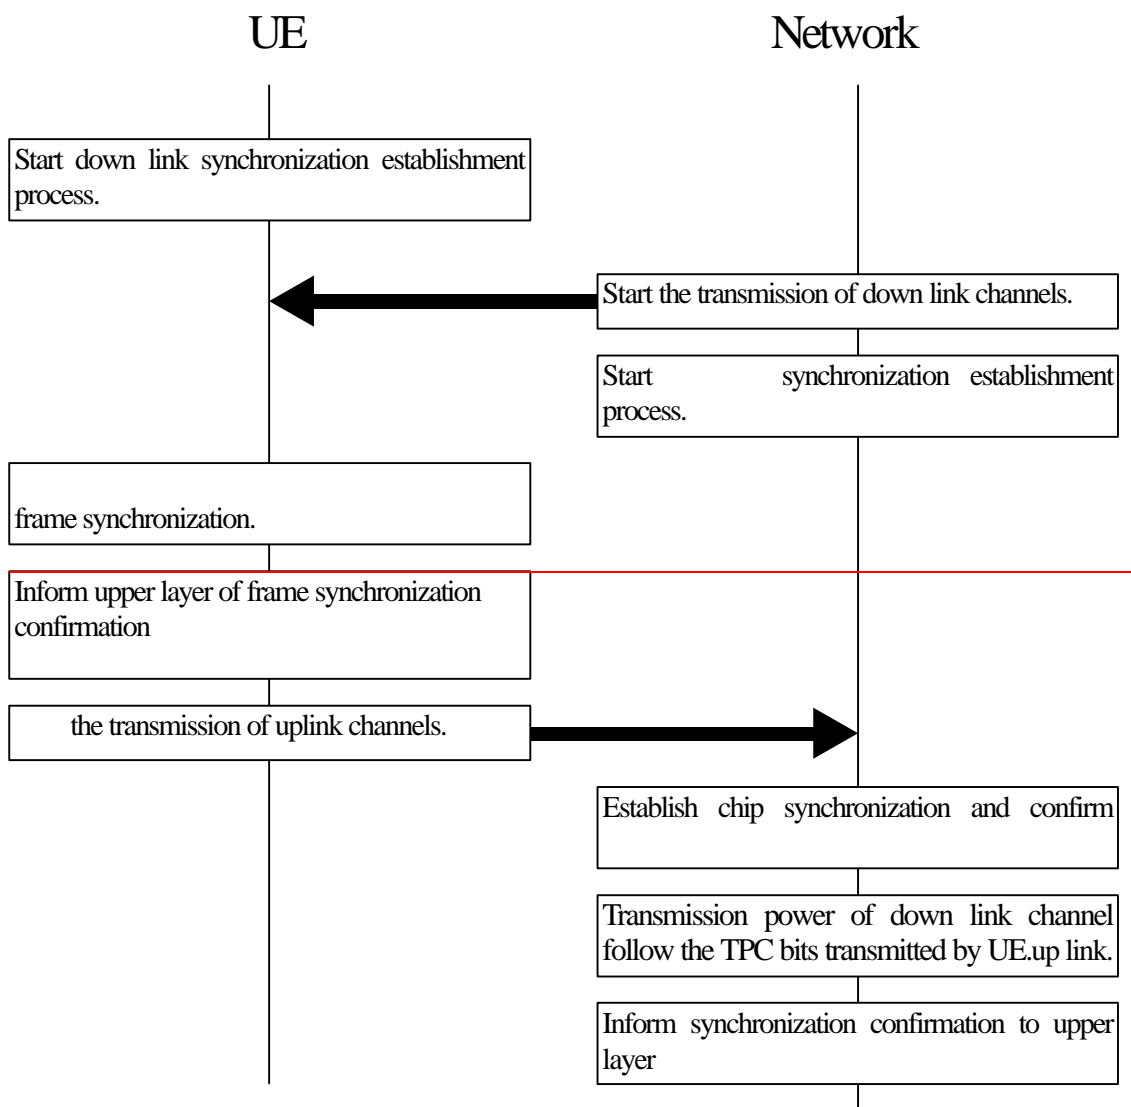 UE
Network
Start down link synchronization establishment
process.
Start the transmission of down link channels.
Start synchronization establishment
process.
frame synchronization.
Inform upper layer of frame synchronization
confirmation
the transmission of uplink channels.
Establish chip synchronization and confirm
Transmission power of down link channel
follow the TPC bits transmitted by UE.up link.
Inform synchronization confirmation to upper
layer